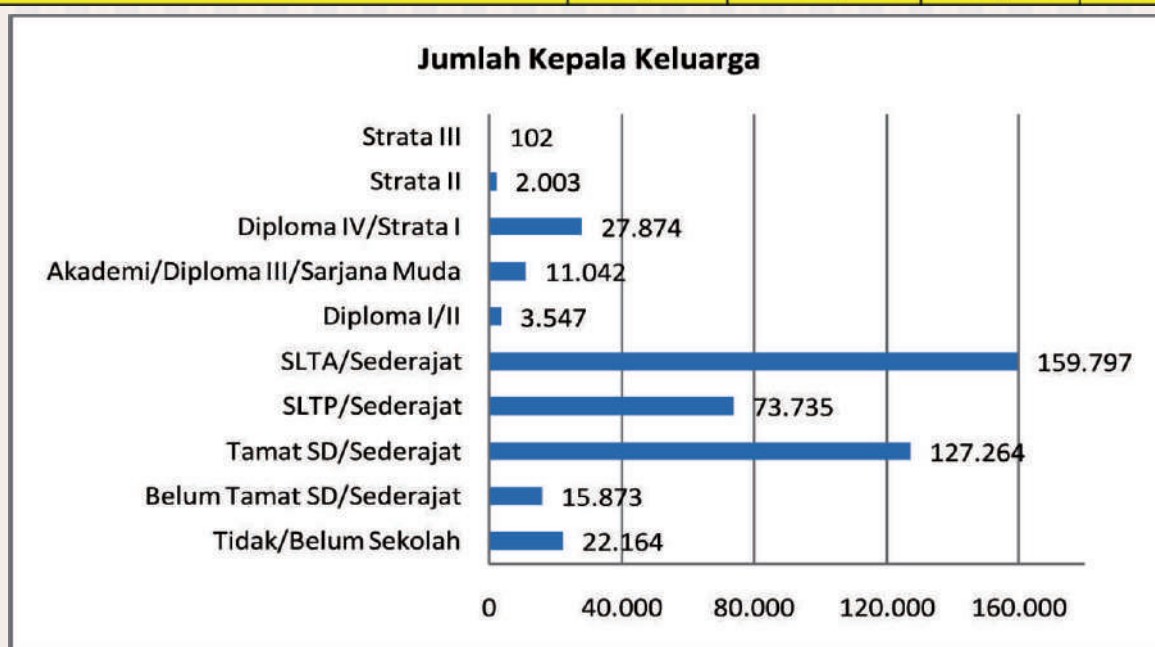 Jumlah Kepala Keluarga
Strata III 102
Strata II 2.003
Diploma IV/Strata I 27.874
Akademi/Diploma III/Sarjana Muda 11.042
Diploma I/II 3.547
SLTA/Sederajat 159.797
SLTP/Sederajat 73.735
Tamat SD/Sederajat 127.264
Belum Tamat SD/Sederajat 15.873
Tidak/Belum Sekolah 22.164
0 40.000 80.000 120.000 160.000